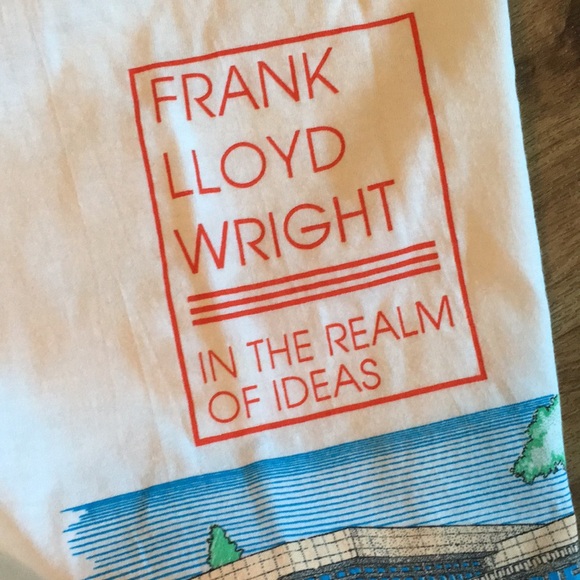 FRANK
LLOYD
WRIGHT
IN THE REALM
OF IDEAS